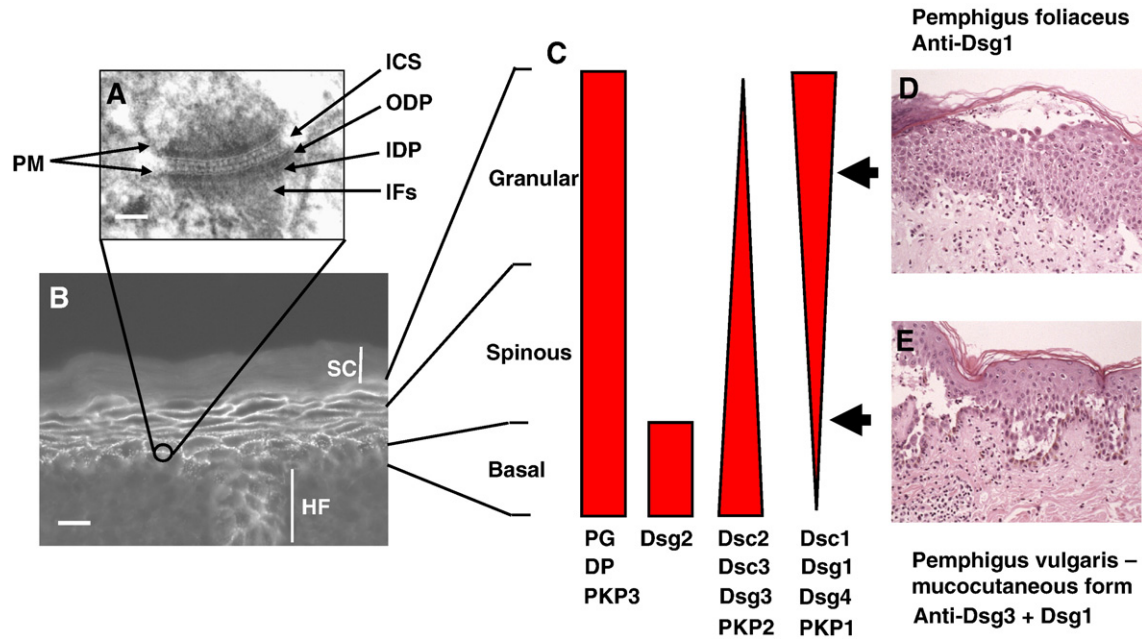 A
ICS
ODP
PM
IDP
IFs
B
SC
HF
C
Granular
Spinous
Basal
PG Dsg2 Dsc2 Dsc1
DP Dsc3 Dsg1
PKP3 Dsg3 Dsg4
PKP2 PKP1
Pemphigus foliaceus
Anti-Dsg1
D
E
Pemphigus vulgaris –
mucocutaneous form
Anti-Dsg3 + Dsg1